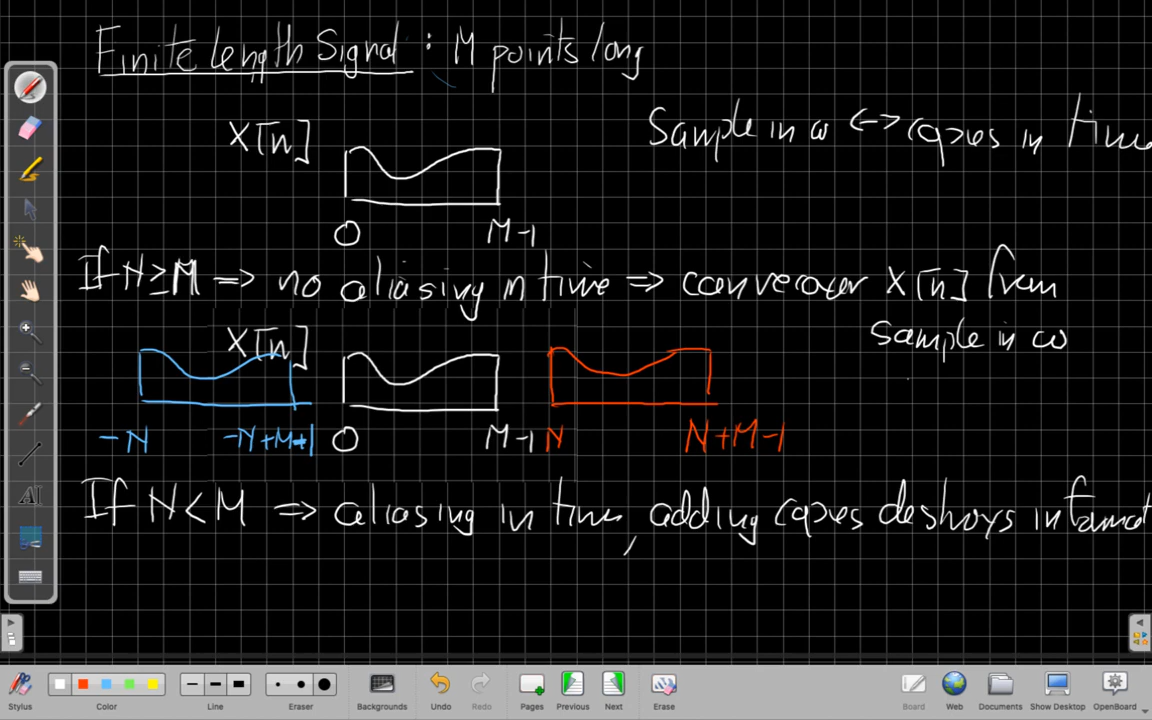 Finite length Signal : M points long
Sample in ω <-> copies in time
X[n]
0 M-1
If N ≥ M => no aliasing in time => can recover X[n] from
sample in ω
X[n]
-N -N+M-1 0 M-1 N N+M-1
If N < M => aliasing in time, adding copies destroys informat
Stylus Color Line Eraser Backgrounds Undo Redo Pages Previous Next Erase Board Web Documents Show Desktop OpenBoard